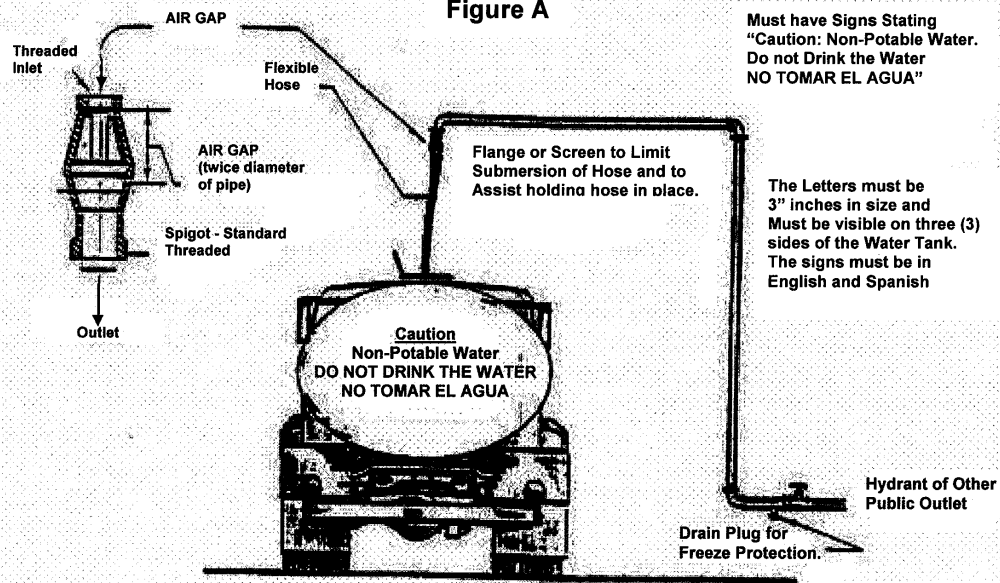 Figure A
AIR GAP
Threaded
Inlet
Flexible
Hose
AIR GAP
(twice diameter
of pipe)
Spigot - Standard
Threaded
Outlet
Flange or Screen to Limit
Submersion of Hose and to
Assist holding hose in place.
Must have Signs Stating
“Caution: Non-Potable Water.
Do not Drink the Water
NO TOMAR EL AGUA”
The Letters must be
3” inches in size and
Must be visible on three (3)
sides of the Water Tank.
The signs must be in
English and Spanish
Caution
Non-Potable Water
DO NOT DRINK THE WATER
NO TOMAR EL AGUA
Hydrant of Other
Public Outlet
Drain Plug for
Freeze Protection.